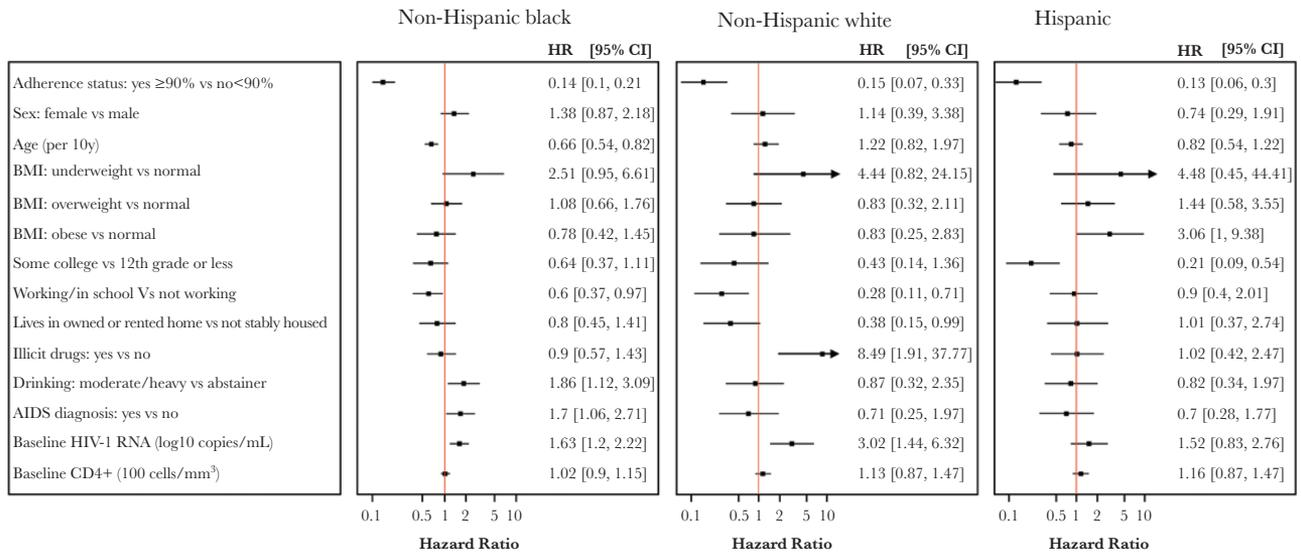 Non-Hispanic black Non-Hispanic white Hispanic
HR [95% CI] HR [95% CI] HR [95% CI]
Adherence status: yes ≥90% vs no<90% 0.14 [0.1, 0.21 0.15 [0.07, 0.33] 0.13 [0.06, 0.3]
Sex: female vs male 1.38 [0.87, 2.18] 1.14 [0.39, 3.38] 0.74 [0.29, 1.91]
Age (per 10y) 0.66 [0.54, 0.82] 1.22 [0.82, 1.97] 0.82 [0.54, 1.22]
BMI: underweight vs normal 2.51 [0.95, 6.61] 4.44 [0.82, 24.15] 4.48 [0.45, 44.41]
BMI: overweight vs normal 1.08 [0.66, 1.76] 0.83 [0.32, 2.11] 1.44 [0.58, 3.55]
BMI: obese vs normal 0.78 [0.42, 1.45] 0.83 [0.25, 2.83] 3.06 [1, 9.38]
Some college vs 12th grade or less 0.64 [0.37, 1.11] 0.43 [0.14, 1.36] 0.21 [0.09, 0.54]
Working/in school Vs not working 0.6 [0.37, 0.97] 0.28 [0.11, 0.71] 0.9 [0.4, 2.01]
Lives in owned or rented home vs not stably housed 0.8 [0.45, 1.41] 0.38 [0.15, 0.99] 1.01 [0.37, 2.74]
Illicit drugs: yes vs no 0.9 [0.57, 1.43] 8.49 [1.91, 37.77] 1.02 [0.42, 2.47]
Drinking: moderate/heavy vs abstainer 1.86 [1.12, 3.09] 0.87 [0.32, 2.35] 0.82 [0.34, 1.97]
AIDS diagnosis: yes vs no 1.7 [1.06, 2.71] 0.71 [0.25, 1.97] 0.7 [0.28, 1.77]
Baseline HIV-1 RNA (log10 copies/mL) 1.63 [1.2, 2.22] 3.02 [1.44, 6.32] 1.52 [0.83, 2.76]
Baseline CD4+ (100 cells/mm³) 1.02 [0.9, 1.15] 1.13 [0.87, 1.47] 1.16 [0.87, 1.47]
0.1 0.5 1 2 5 10 0.1 0.5 1 2 5 10 0.1 0.5 1 2 5 10
Hazard Ratio Hazard Ratio Hazard Ratio